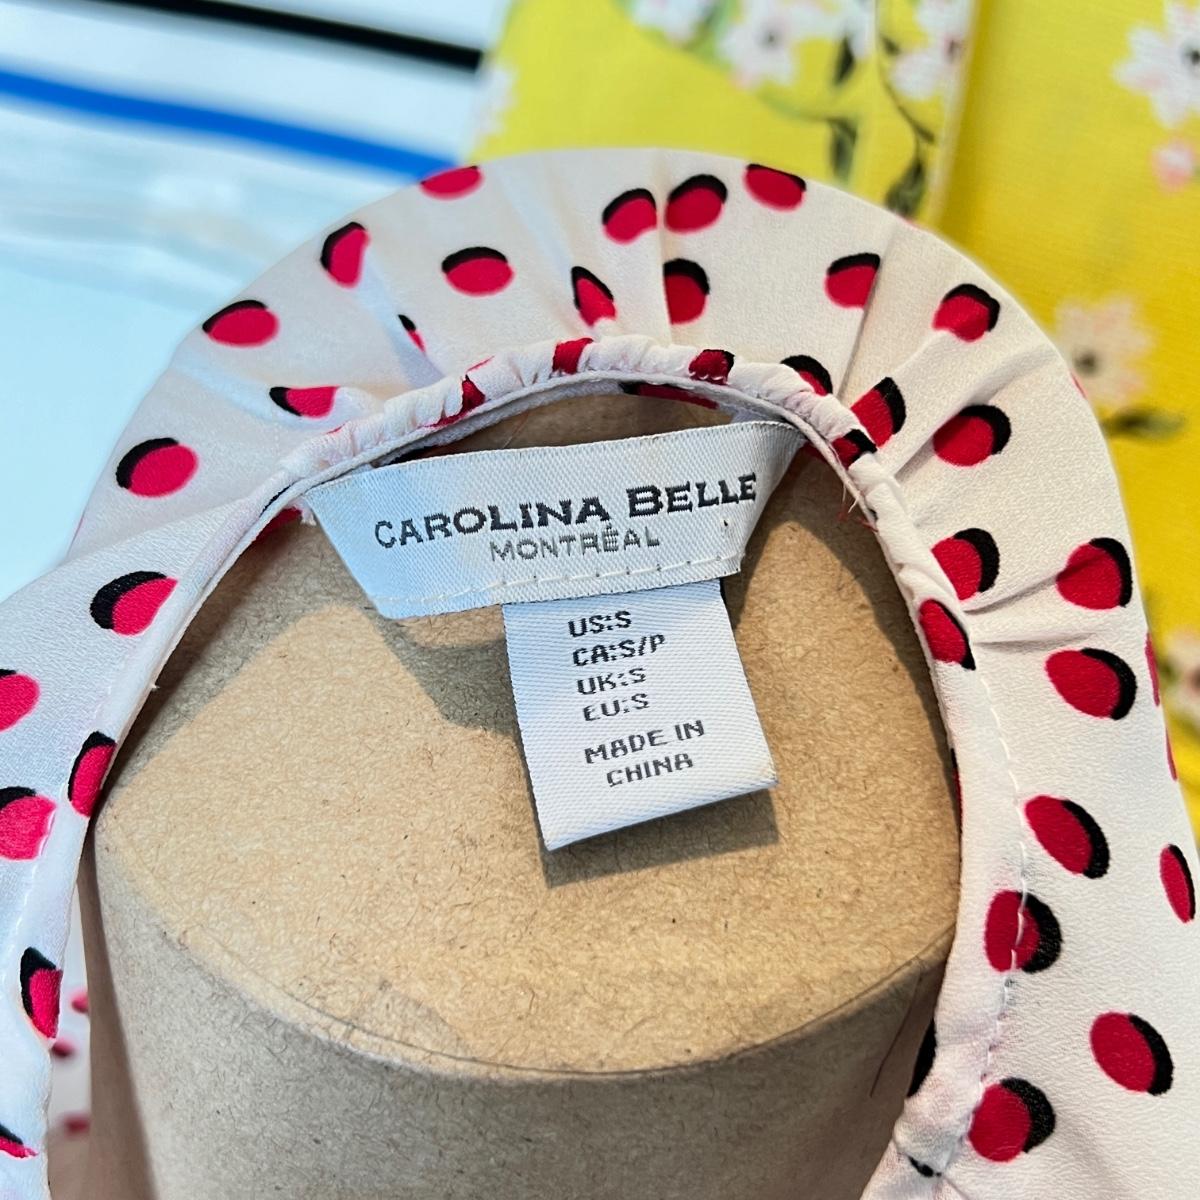 CAROLINA BELLE
MONTRÉAL
US:S
CA:S/P
UK:S
EU:S
MADE IN
CHINA